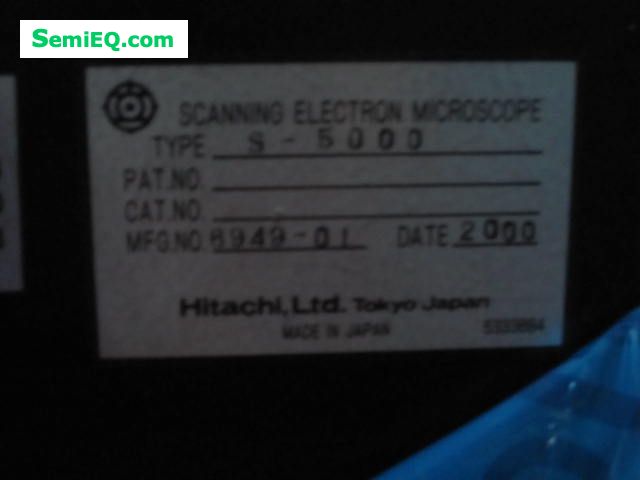 SemiEQ.com
SCANNING ELECTRON MICROSCOPE
TYPE S-5000
PAT.NO.
CAT.NO.
MFG.NO. 6949-01 DATE 2000
Hitachi, Ltd. Tokyo Japan
MADE IN JAPAN